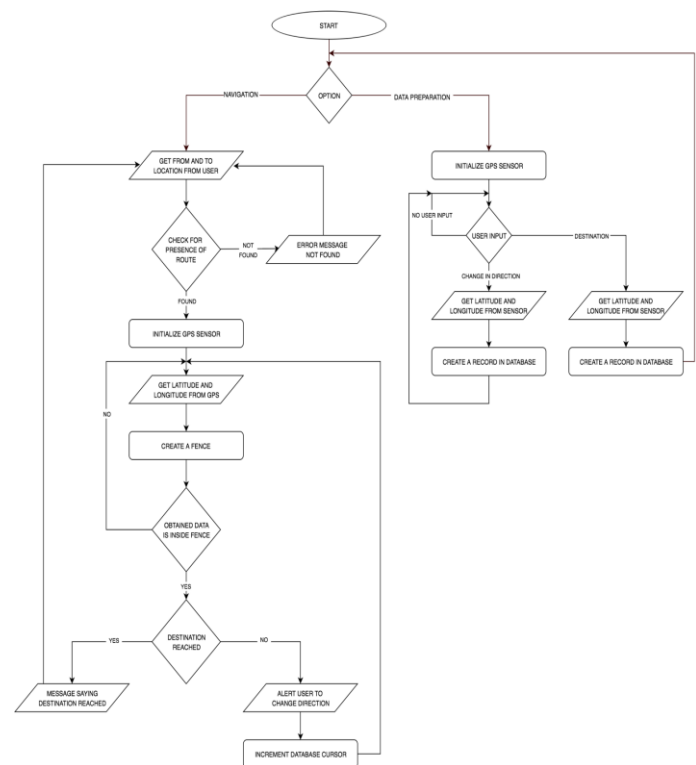 START
OPTION
NAVIGATION
DATA PREPARATION
GET FROM AND TO
LOCATION FROM USER
CHECK FOR
PRESENCE OF
ROUTE
NOT
FOUND
ERROR MESSAGE
NOT FOUND
FOUND
INITIALIZE GPS SENSOR
GET LATITUDE AND
LONGITUDE FROM GPS
NO
CREATE A FENCE
OBTAINED DATA
IS INSIDE FENCE
YES
DESTINATION
REACHED
YES
NO
MESSAGE SAYING
DESTINATION REACHED
ALERT USER TO
CHANGE DIRECTION
INCREMENT DATABASE CURSOR
INITIALIZE GPS SENSOR
NO USER INPUT
USER INPUT
DESTINATION
CHANGE IN DIRECTION
GET LATITUDE AND
LONGITUDE FROM SENSOR
CREATE A RECORD IN DATABASE
GET LATITUDE AND
LONGITUDE FROM SENSOR
CREATE A RECORD IN DATABASE